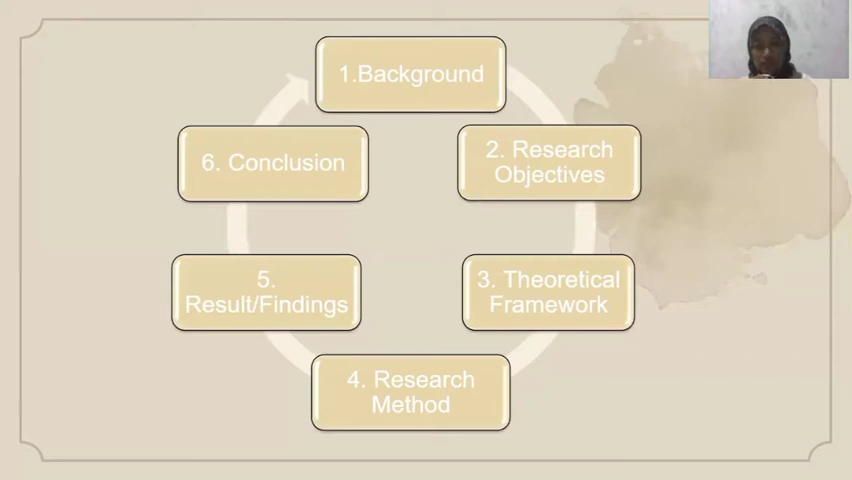 1.Background
2. Research
Objectives
3. Theoretical
Framework
4. Research
Method
5.
Result/Findings
6. Conclusion